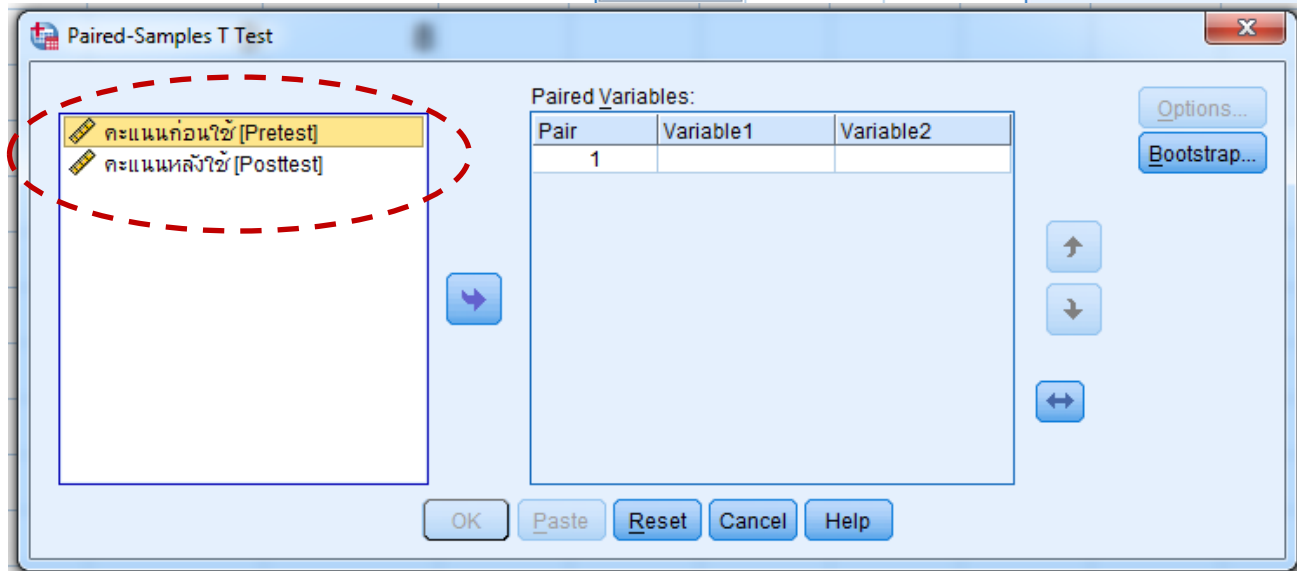 Paired-Samples T Test
คะแนนก่อนใช้ [Pretest]
คะแนนหลังใช้ [Posttest]
Paired Variables:
Pair Variable1 Variable2
1
Options...
Bootstrap...
OK Paste Reset Cancel Help